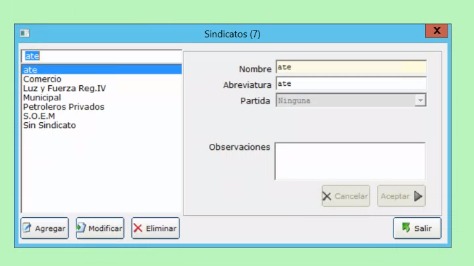 Sindicatos (7)
X
ate
ate
Comercio
Luz y Fuerza Reg.IV
Municipal
Petroleros Privados
S.O.E.M
Sin Sindicato
Nombre ate
Abreviatura ate
Partida Ninguna
Observaciones
Cancelar Aceptar
Agregar Modificar Eliminar Salir